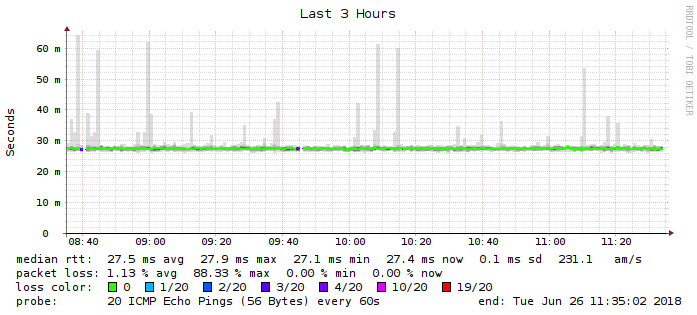 Last 3 Hours
RRDTOOL / TOBI OETIKER
Seconds
60 m
50 m
40 m
30 m
20 m
10 m
0
08:40 09:00 09:20 09:40 10:00 10:20 10:40 11:00 11:20
median rtt: 27.5 ms avg 27.9 ms max 27.1 ms min 27.4 ms now 0.1 ms sd 231.1 am/s
packet loss: 1.13 % avg 88.33 % max 0.00 % min 0.00 % now
loss color: 0 1/20 2/20 3/20 4/20 10/20 19/20
probe: 20 ICMP Echo Pings (56 Bytes) every 60s end: Tue Jun 26 11:35:02 2018